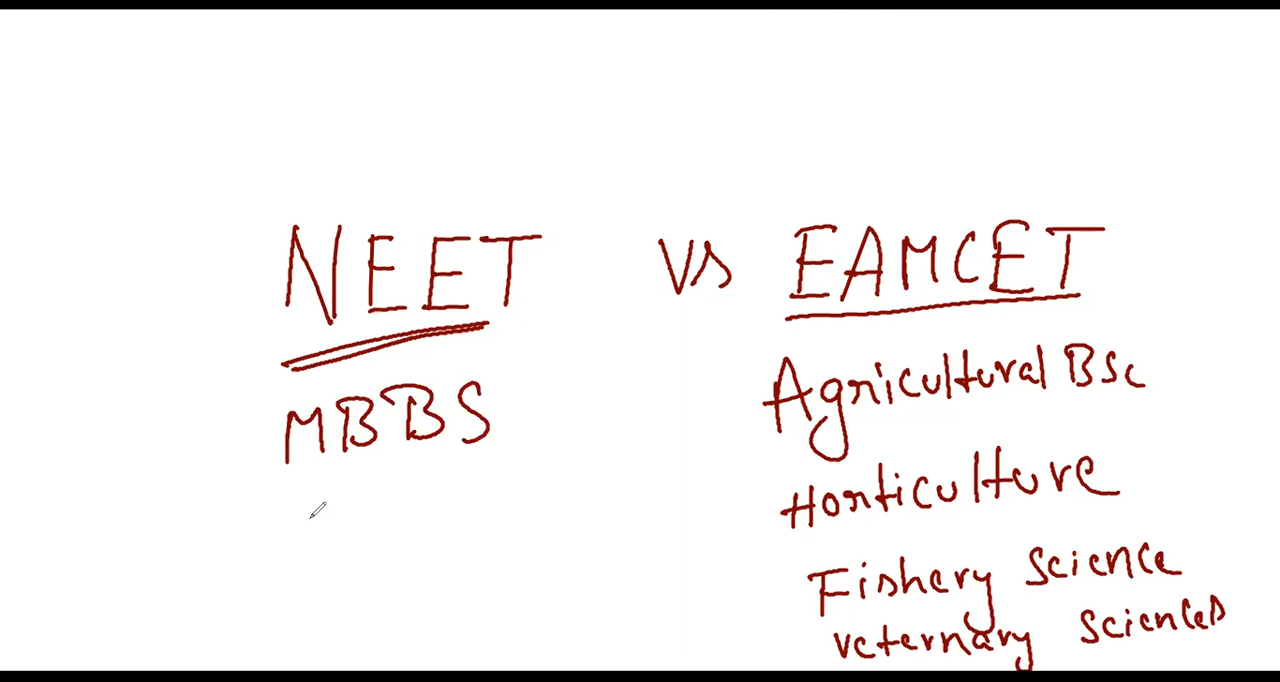 NEET vs EAMCET
MBBS
Agricultural BSc
Horticulture
Fishery Science
veternary sciences